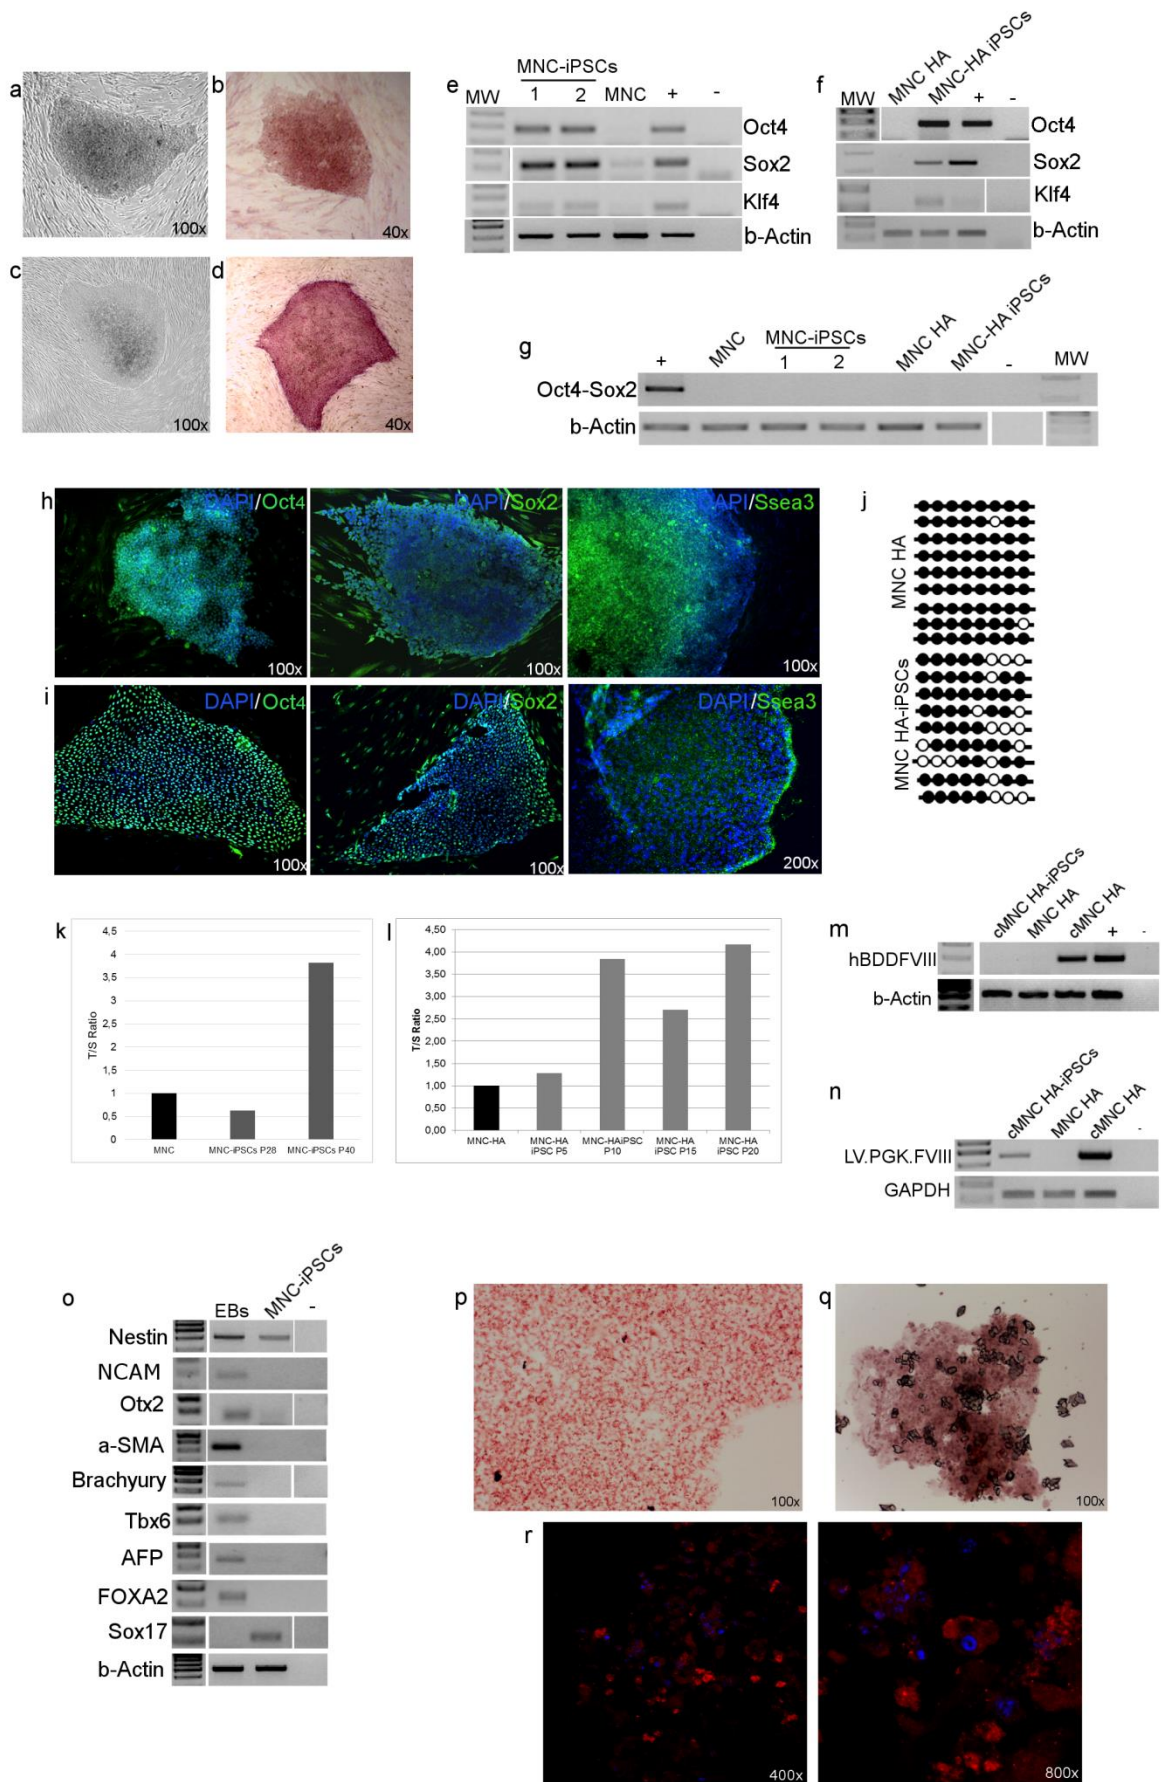 a
100x
b
40x
c
100x
d
40x
e
MNC-iPSCs
MW 1 2 MNC + -
Oct4
Sox2
Klf4
b-Actin
f
MW MNC HA MNC-HA iPSCs + -
Oct4
Sox2
Klf4
b-Actin
g
MNC-iPSCs
+ MNC 1 2 MNC HA MNC-HA iPSCs - MW
Oct4-Sox2
b-Actin
h
DAPI/Oct4
100x
DAPI/Sox2
100x
DAPI/Ssea3
100x
i
DAPI/Oct4
100x
DAPI/Sox2
100x
DAPI/Ssea3
200x
j
MNC HA
MNC HA-iPSCs
k
T/S Ratio
4,5
4
3,5
3
2,5
2
1,5
1
0,5
0
MNC MNC-iPSCs P28 MNC-iPSCs P40
l
T/S Ratio
4,50
4,00
3,50
3,00
2,50
2,00
1,50
1,00
0,50
0,00
MNC-HA MNC-HA MNC-HAiPSC MNC-HA MNC-HA
iPSC P5 P10 iPSC P15 iPSC P20
m
cMNC HA-iPSCs MNC HA cMNC HA + -
hBDDFVIII
b-Actin
n
cMNC HA-iPSCs MNC HA cMNC HA -
LV.PGK.FVIII
GAPDH
o
EBs MNC-iPSCs -
Nestin
NCAM
Otx2
a-SMA
Brachyury
Tbx6
AFP
FOXA2
Sox17
b-Actin
p
100x
q
100x
r
400x
800x